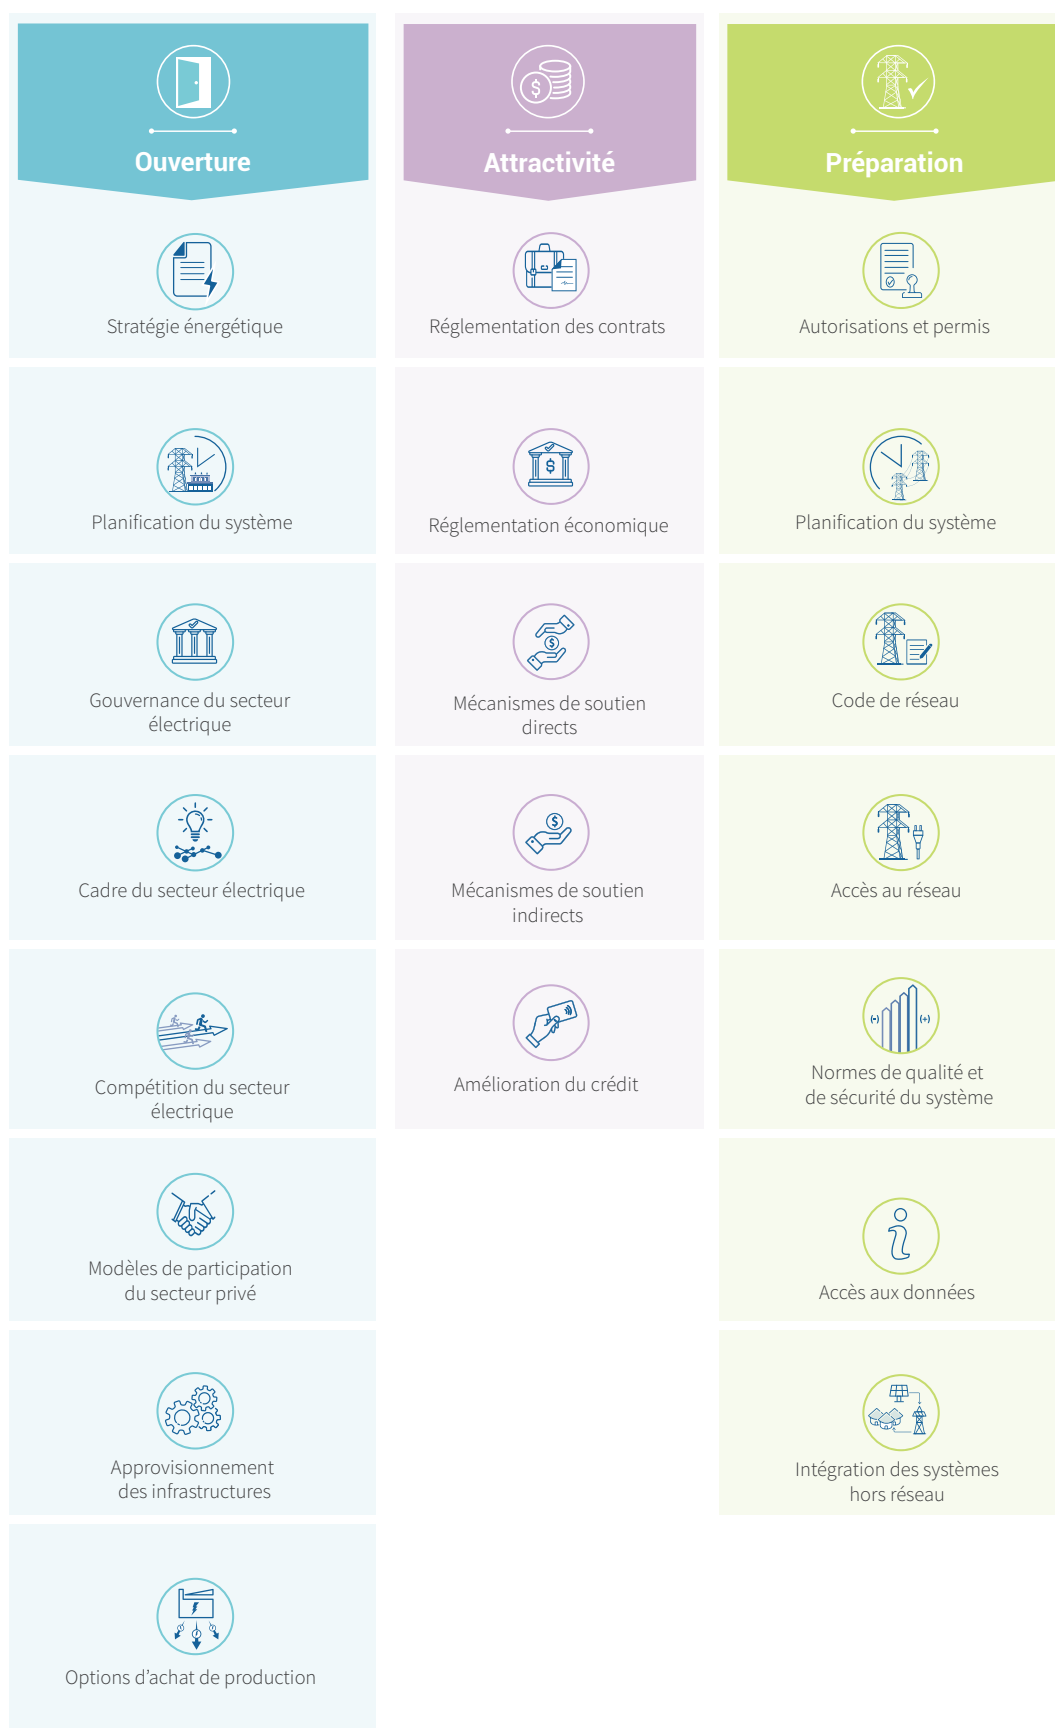 Ouverture
Stratégie énergétique
Planification du système
Gouvernance du secteur
électrique
Cadre du secteur électrique
Compétition du secteur
électrique
Modèles de participation
du secteur privé
Approvisionnement
des infrastructures
Options d’achat de production
Attractivité
$
Réglementation des contrats
$
Réglementation économique
$
Mécanismes de soutien
directs
$
Mécanismes de soutien
indirects
Amélioration du crédit
Préparation
Autorisations et permis
Planification du système
Code de réseau
Accès au réseau
(-) (+)
Normes de qualité et
de sécurité du système
i
Accès aux données
Intégration des systèmes
hors réseau